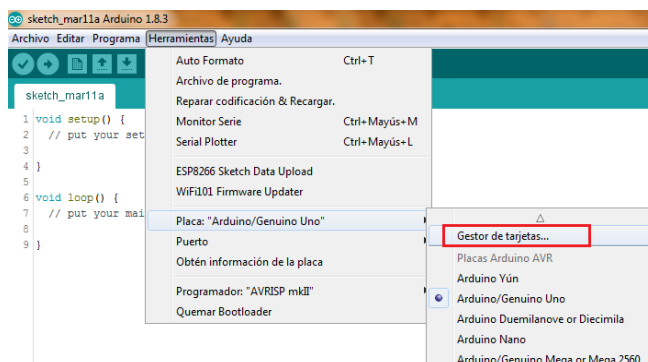 sketch_mar11a Arduino 1.8.3
Archivo Editar Programa Herramientas Ayuda
sketch_mar11a
1 void setup() {
2 // put your set
3
4 }
5
6 void loop() {
7 // put your mai
8
9 }
Auto Formato Ctrl+T
Archivo de programa.
Reparar codificación & Recargar.
Monitor Serie Ctrl+Mayús+M
Serial Plotter Ctrl+Mayús+L
ESP8266 Sketch Data Upload
WiFi101 Firmware Updater
Placa: "Arduino/Genuino Uno"
Puerto
Obtén información de la placa
Programador: "AVRISP mkII"
Quemar Bootloader
Gestor de tarjetas...
Placas Arduino AVR
Arduino Yún
Arduino/Genuino Uno
Arduino Duemilanove or Diecimila
Arduino Nano
Arduino/Genuino Mega or Mega 2560